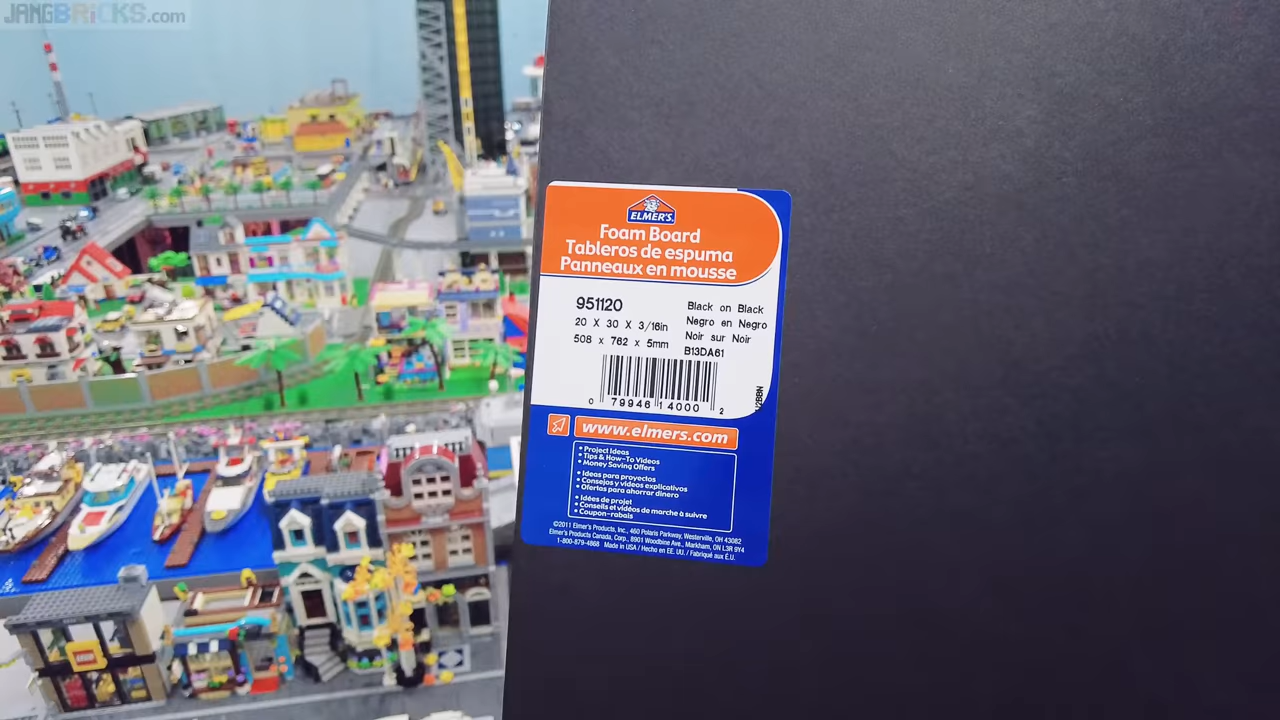 JANGBRiCKS.com
ELMER'S.
Foam Board
Tableros de espuma
Panneaux en mousse
951120
20 X 30 X 3/16in
508 x 762 x 5mm
Black on Black
Negro en Negro
Noir sur Noir
B13DA61
0 79946 14000 2
www.elmers.com
• Project Ideas
• Tips & How-To Videos
• Money Saving Offers
• Ideas para proyectos
• Consejos y videos explicativos
• Ofertas para ahorrar dinero
• Idées de projet
• Conseils et vidéos de marche à suivre
• Coupon-rabais
©2011 Elmer's Products, Inc., 460 Polaris Parkway, Westerville, OH 43082
Elmer's Products Canada, Corp., 8901 Woodbine Ave., Markham, ON L3R 9Y4
1-800-879-4868 Made in USA / Hecho en EE. UU. / Fabriqué aux É.U.
LEGO